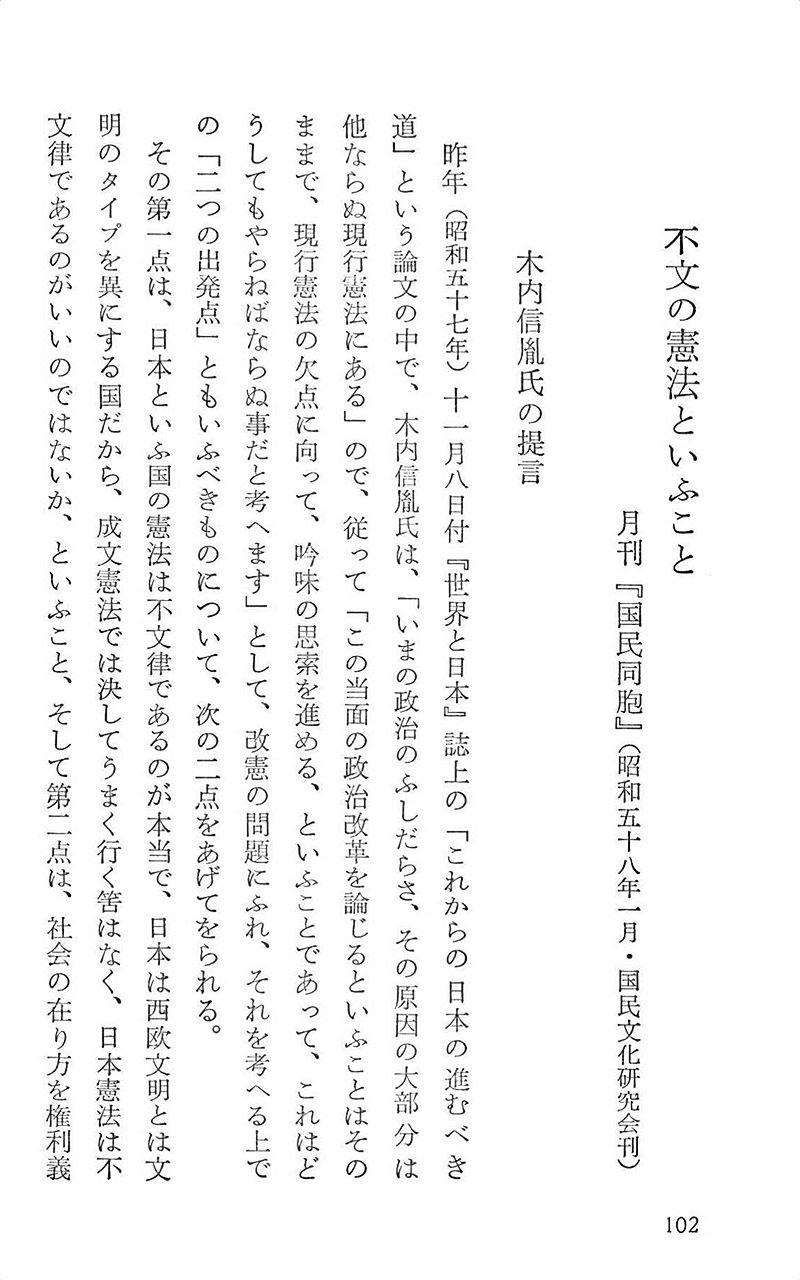 不文の憲法といふこと
月刊『国民同胞』（昭和五十八年一月・国民文化研究会刊）
木内信胤氏の提言
昨年（昭和五十七年）十一月八日付『世界と日本』誌上の「これからの日本の進むべき
道」という論文の中で、木内信胤氏は、「いまの政治のふしだらさ、その原因の大部分は
他ならぬ現行憲法にある」ので、従って「この当面の政治改革を論じるといふことはその
ままで、現行憲法の欠点に向って、吟味の思索を進める、といふことであって、これはど
うしてもやらねばならぬ事だと考へます」として、改憲の問題にふれ、それを考へる上で
の「二つの出発点」ともいふべきものについて、次の二点をあげてをられる。
その第一点は、日本といふ国の憲法は不文律であるのが本当で、日本は西欧文明とは文
明のタイプを異にする国だから、成文憲法では決してうまく行く筈はなく、日本憲法は不
文律であるのがいいのではないか、といふこと、そして第二点は、社会の在り方を権利義
102